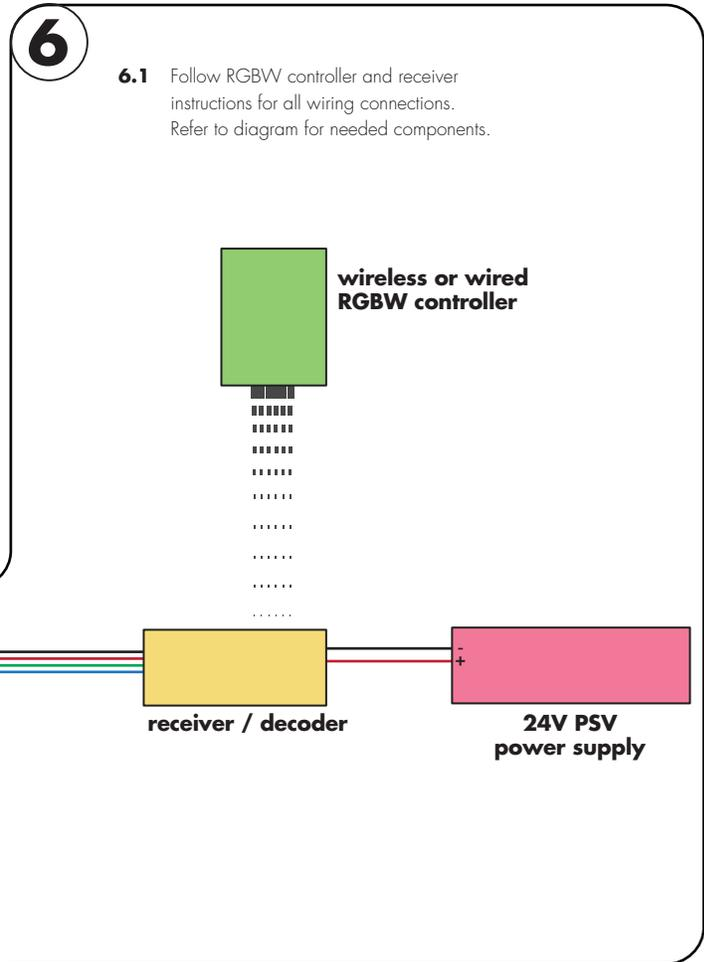 6
6.1 Follow RGBW controller and receiver
instructions for all wiring connections.
Refer to diagram for needed components.
wireless or wired
RGBW controller
-
+
receiver / decoder
24V PSV
power supply